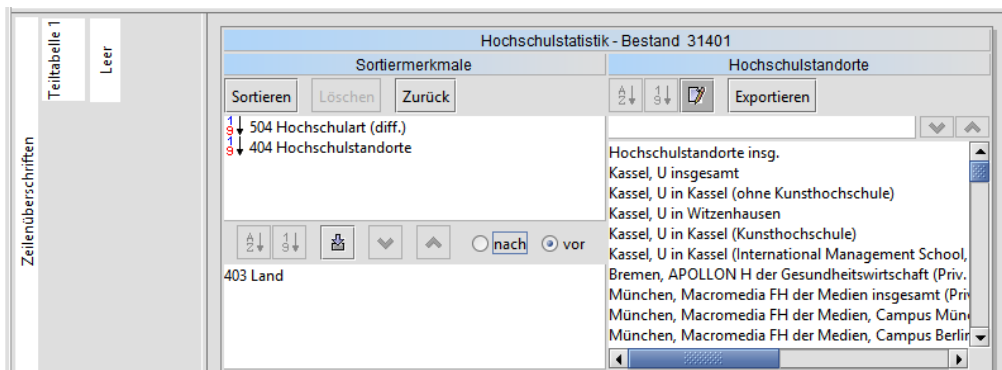 Zeilenüberschriften
Teiltabelle 1
Leer
Hochschulstatistik - Bestand 31401
Sortiermerkmale
Hochschulstandorte
Sortieren Löschen Zurück
Exportieren
504 Hochschulart (diff.)
404 Hochschulstandorte
nach vor
403 Land
Hochschulstandorte insg.
Kassel, U insgesamt
Kassel, U in Kassel (ohne Kunsthochschule)
Kassel, U in Witzenhausen
Kassel, U in Kassel (Kunsthochschule)
Kassel, U in Kassel (International Management School,
Bremen, APOLLON H der Gesundheitswirtschaft (Priv.
München, Macromedia FH der Medien insgesamt (Priv
München, Macromedia FH der Medien, Campus Mün
München, Macromedia FH der Medien, Campus Berlin